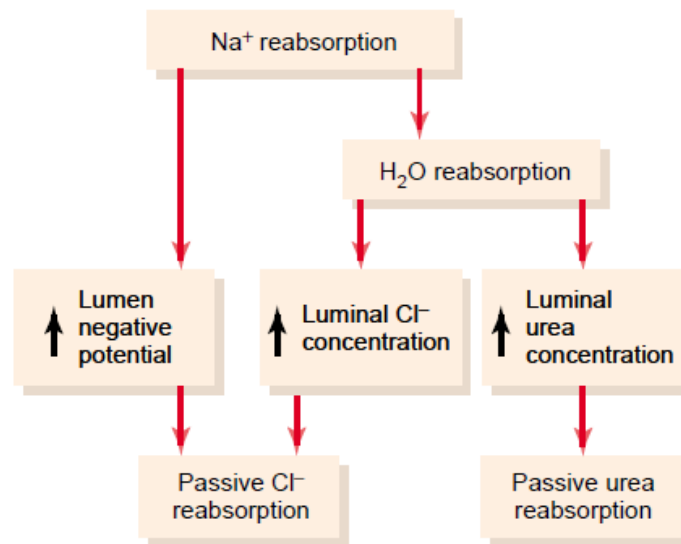 Na⁺ reabsorption
H₂O reabsorption
Lumen
negative
potential
Luminal Cl⁻
concentration
Luminal
urea
concentration
Passive Cl⁻
reabsorption
Passive urea
reabsorption